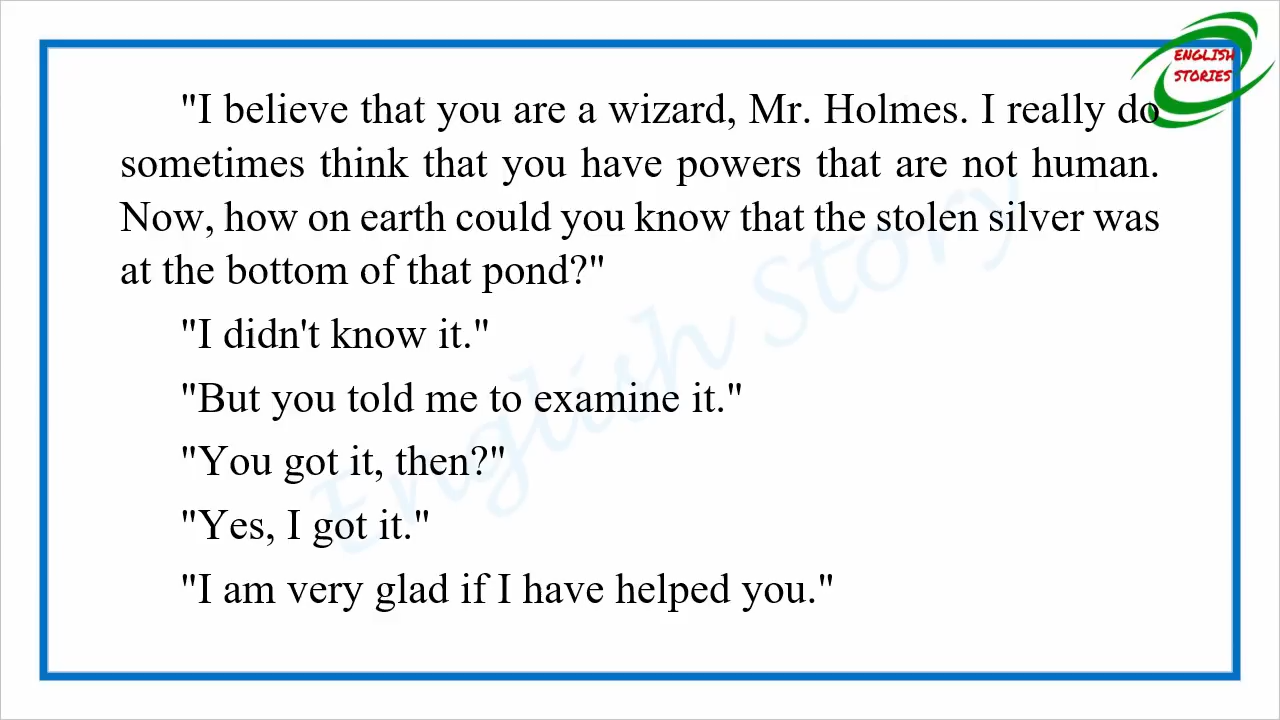 ENGLISH
STORIES
"I believe that you are a wizard, Mr. Holmes. I really do
sometimes think that you have powers that are not human.
Now, how on earth could you know that the stolen silver was
at the bottom of that pond?"
"I didn't know it."
"But you told me to examine it."
"You got it, then?"
"Yes, I got it."
"I am very glad if I have helped you."
English Story